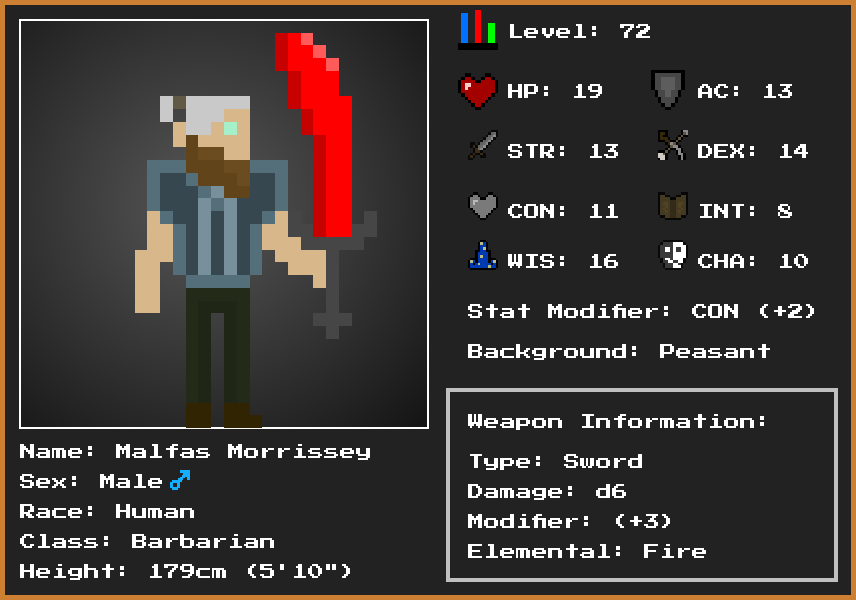 Level: 72
HP: 19 AC: 13
STR: 13 DEX: 14
CON: 11 INT: 8
WIS: 16 CHA: 10
Stat Modifier: CON (+2)
Background: Peasant
Weapon Information:
Type: Sword
Damage: d6
Modifier: (+3)
Elemental: Fire
Name: Malfas Morrissey
Sex: Male♂
Race: Human
Class: Barbarian
Height: 179cm (5'10")